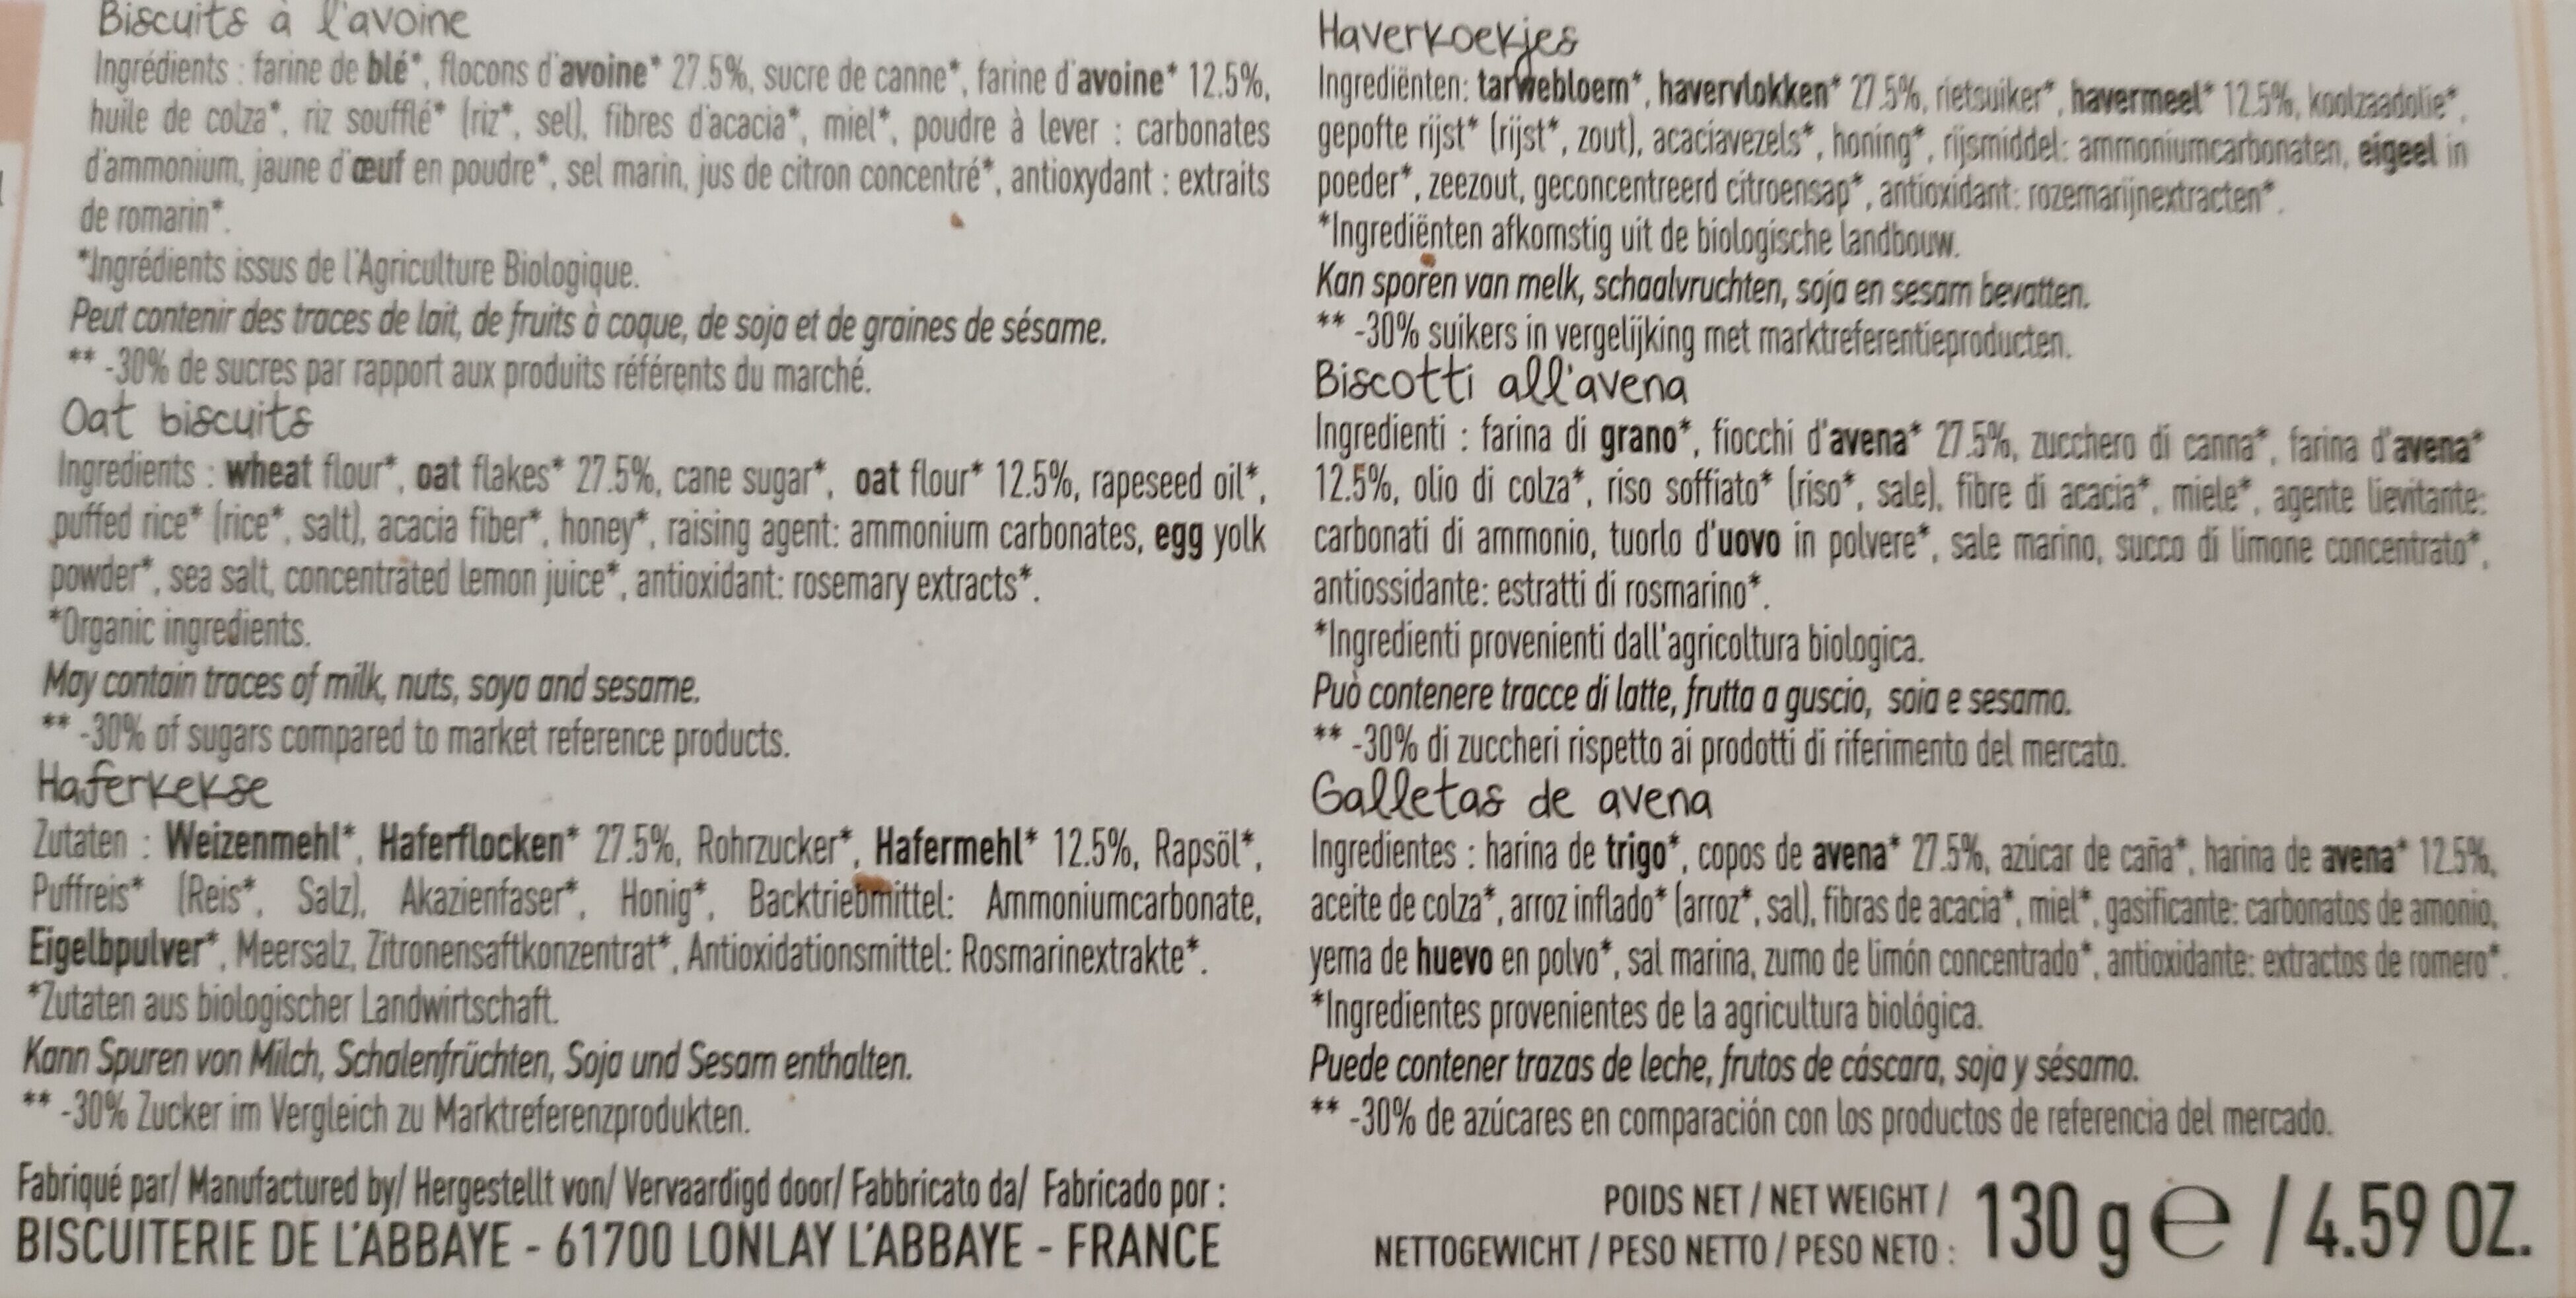 Biscuits à l'avoine
Ingrédients : farine de blé*, flocons d'avoine* 27.5%, sucre de canne*, farine d'avoine* 12.5%,
huile de colza*, riz soufflé* (riz*, sel), fibres d'acacia*, miel*, poudre à lever : carbonates
d'ammonium, jaune d'œuf en poudre*, sel marin, jus de citron concentré*, antioxydant : extraits
de romarin*.
*Ingrédients issus de l'Agriculture Biologique.
Peut contenir des traces de lait, de fruits à coque, de soja et de graines de sésame.
** -30% de sucres par rapport aux produits référents du marché.
Oat biscuits
Ingredients : wheat flour*, oat flakes* 27.5%, cane sugar*, oat flour* 12.5%, rapeseed oil*,
puffed rice* (rice*, salt), acacia fiber*, honey*, raising agent: ammonium carbonates, egg yolk
powder*, sea salt, concentrated lemon juice*, antioxidant: rosemary extracts*.
*Organic ingredients.
May contain traces of milk, nuts, soya and sesame.
** -30% of sugars compared to market reference products.
Haferkekse
Zutaten : Weizenmehl*, Haferflocken* 27.5%, Rohrzucker*, Hafermehl* 12.5%, Rapsöl*,
Puffreis* (Reis*, Salz), Akazienfaser*, Honig*, Backtriebmittel: Ammoniumcarbonate,
Eigelbpulver*, Meersalz, Zitronensaftkonzentrat*, Antioxidationsmittel: Rosmarinextrakte*.
*Zutaten aus biologischer Landwirtschaft.
Kann Spuren von Milch, Schalenfrüchten, Soja und Sesam enthalten.
** -30% Zucker im Vergleich zu Marktreferenzprodukten.
Fabriqué par/ Manufactured by/ Hergestellt von/ Vervaardigd door/ Fabbricato da/ Fabricado por :
BISCUITERIE DE L'ABBAYE - 61700 LONLAY L'ABBAYE - FRANCE
Haverkoekjes
Ingrediënten: tarwebloem*, havervlokken* 27.5%, rietsuiker*, havermeel* 12.5%, koolzaadolie*,
gepofte rijst* (rijst*, zout), acaciavezels*, honing*, rijsmiddel: ammoniumcarbonaten, eigeel in
poeder*, zeezout, geconcentreerd citroensap*, antioxidant: rozemarijnextracten*.
*Ingrediënten afkomstig uit de biologische landbouw.
Kan sporen van melk, schaalvruchten, soja en sesam bevatten.
** -30% suikers in vergelijking met marktreferentieproducten.
Biscotti all'avena
Ingredienti : farina di grano*, fiocchi d'avena* 27.5%, zucchero di canna*, farina d'avena*
12.5%, olio di colza*, riso soffiato* (riso*, sale), fibre di acacia*, miele*, agente lievitante:
carbonati di ammonio, tuorlo d'uovo in polvere*, sale marino, succo di limone concentrato*,
antiossidante: estratti di rosmarino*.
*Ingredienti provenienti dall'agricoltura biologica.
Può contenere tracce di latte, frutta a guscio, soia e sesamo.
** -30% di zuccheri rispetto ai prodotti di riferimento del mercato.
Galletas de avena
Ingredientes : harina de trigo*, copos de avena* 27.5%, azúcar de caña*, harina de avena* 12.5%,
aceite de colza*, arroz inflado* (arroz*, sal), fibras de acacia*, miel*, gasificante: carbonatos de amonio,
yema de huevo en polvo*, sal marina, zumo de limón concentrado*, antioxidante: extractos de romero*.
*Ingredientes provenientes de la agricultura biológica.
Puede contener trazas de leche, frutos de cáscara, soja y sésamo.
** -30% de azúcares en comparación con los productos de referencia del mercado.
POIDS NET / NET WEIGHT /
NETTOGEWICHT / PESO NETTO / PESO NETO :
130 g e / 4.59 OZ.